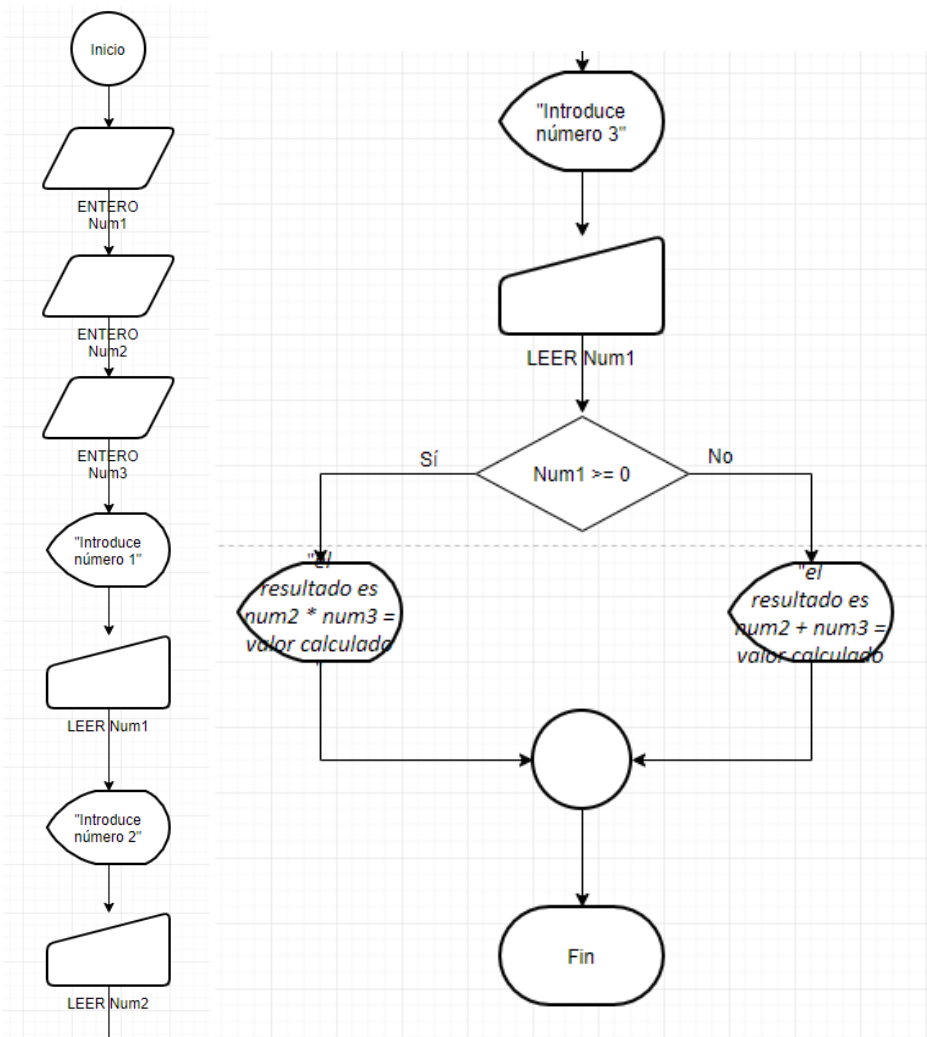 Inicio
ENTERO
Num1
ENTERO
Num2
ENTERO
Num3
"Introduce
número 1"
LEER Num1
"Introduce
número 2"
LEER Num2
"Introduce
número 3"
LEER Num1
Num1 >= 0
Sí
No
"el
resultado es
num2 * num3 =
valor calculado
"
"el
resultado es
num2 + num3 =
valor calculado
Fin